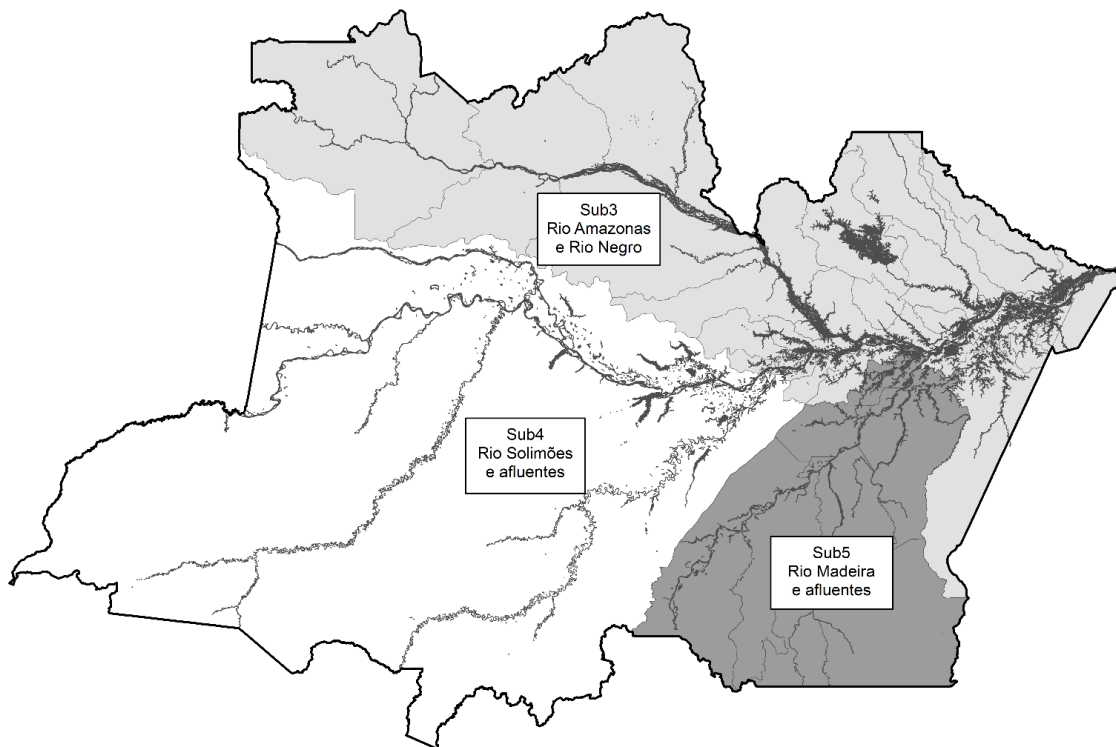 Sub3
Rio Amazonas
e Rio Negro
Sub4
Rio Solimões
e afluentes
Sub5
Rio Madeira
e afluentes